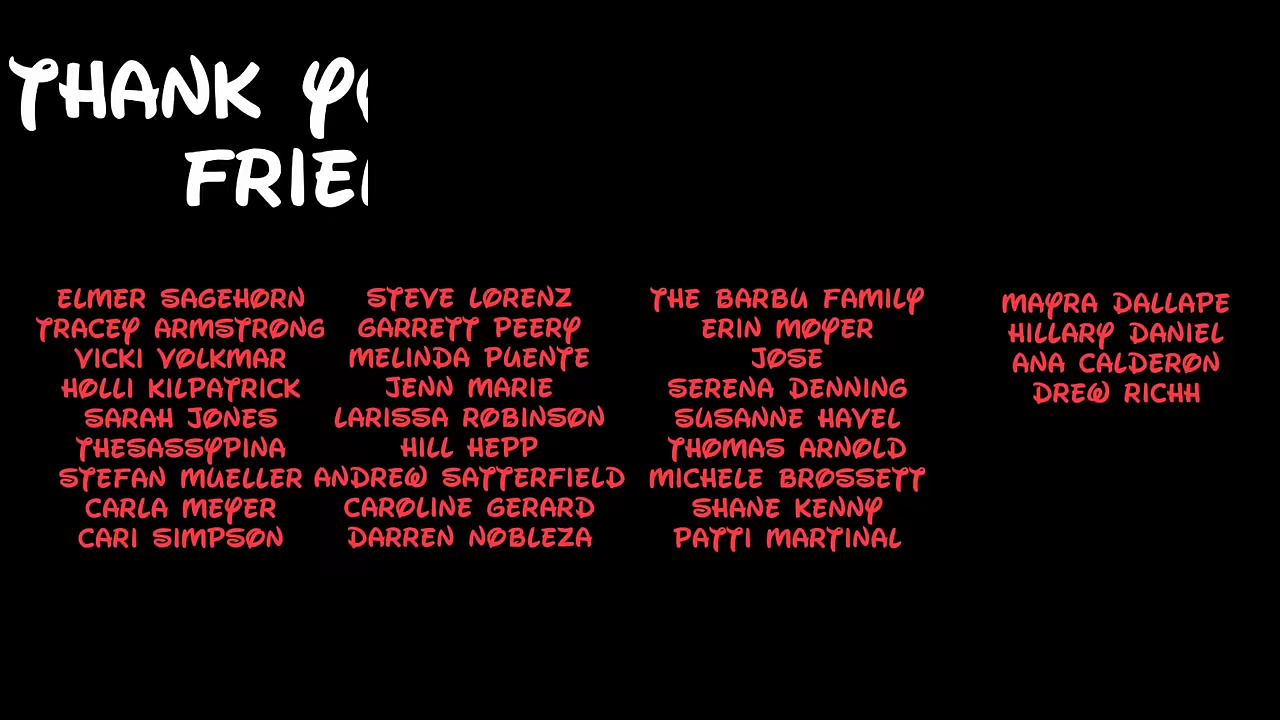 THANK YO
FRIE
ELMER SAGEHORN
TRACEY ARMSTRONG
VICKI VOLKMAR
HOLLI KILPATRICK
SARAH JONES
THESASSYPINA
STEFAN MUELLER
CARLA MEYER
CARI SIMPSON
STEVE LORENZ
GARRETT PEERY
MELINDA PUENTE
JENN MARIE
LARISSA ROBINSON
HILL HEPP
ANDREW SATTERFIELD
CAROLINE GERARD
DARREN NOBLEZA
THE BARBU FAMILY
ERIN MOYER
JOSE
SERENA DENNING
SUSANNE HAVEL
THOMAS ARNOLD
MICHELE BROSSETT
SHANE KENNY
PATTI MARTINAL
MAYRA DALLAPE
HILLARY DANIEL
ANA CALDERON
DREW RICHH